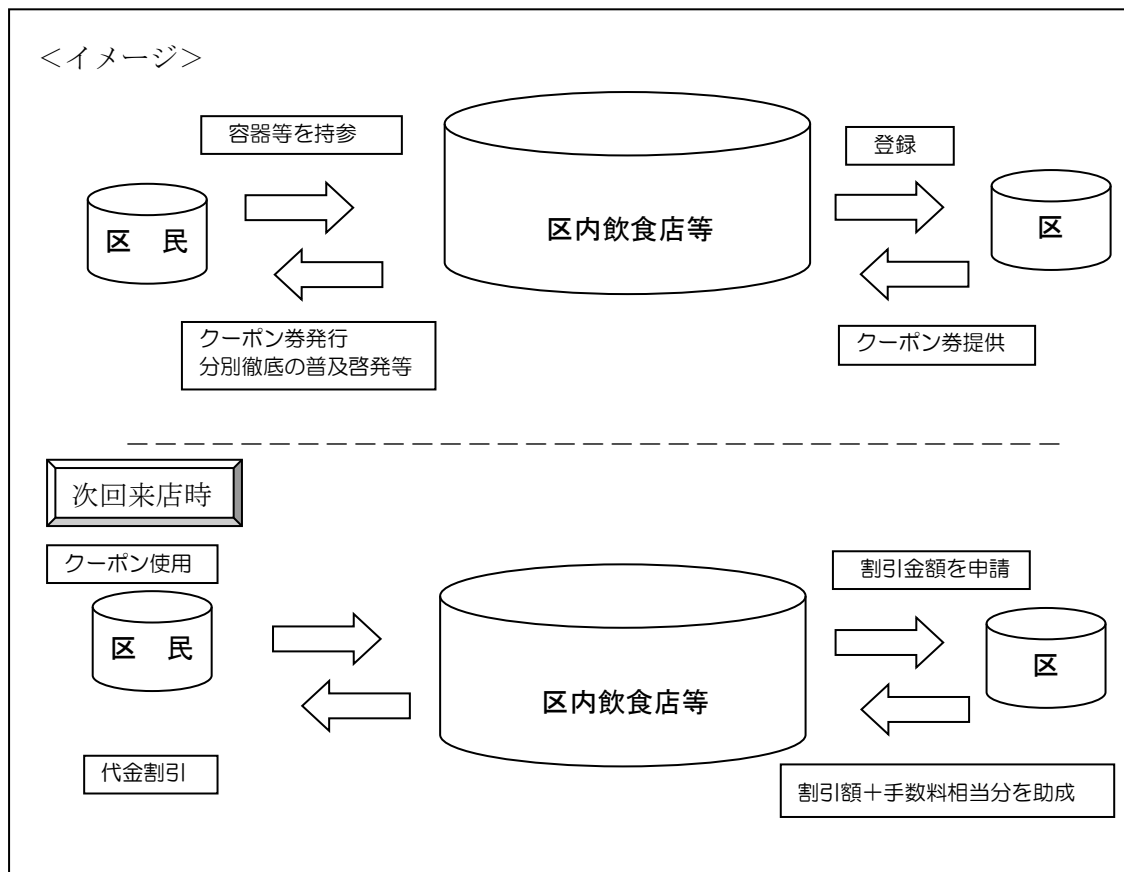 ＜イメージ＞
容器等を持参
登録
区　民
区内飲食店等
区
クーポン券発行
分別徹底の普及啓発等
クーポン券提供
次回来店時
クーポン使用
割引金額を申請
区　民
区内飲食店等
区
代金割引
割引額＋手数料相当分を助成